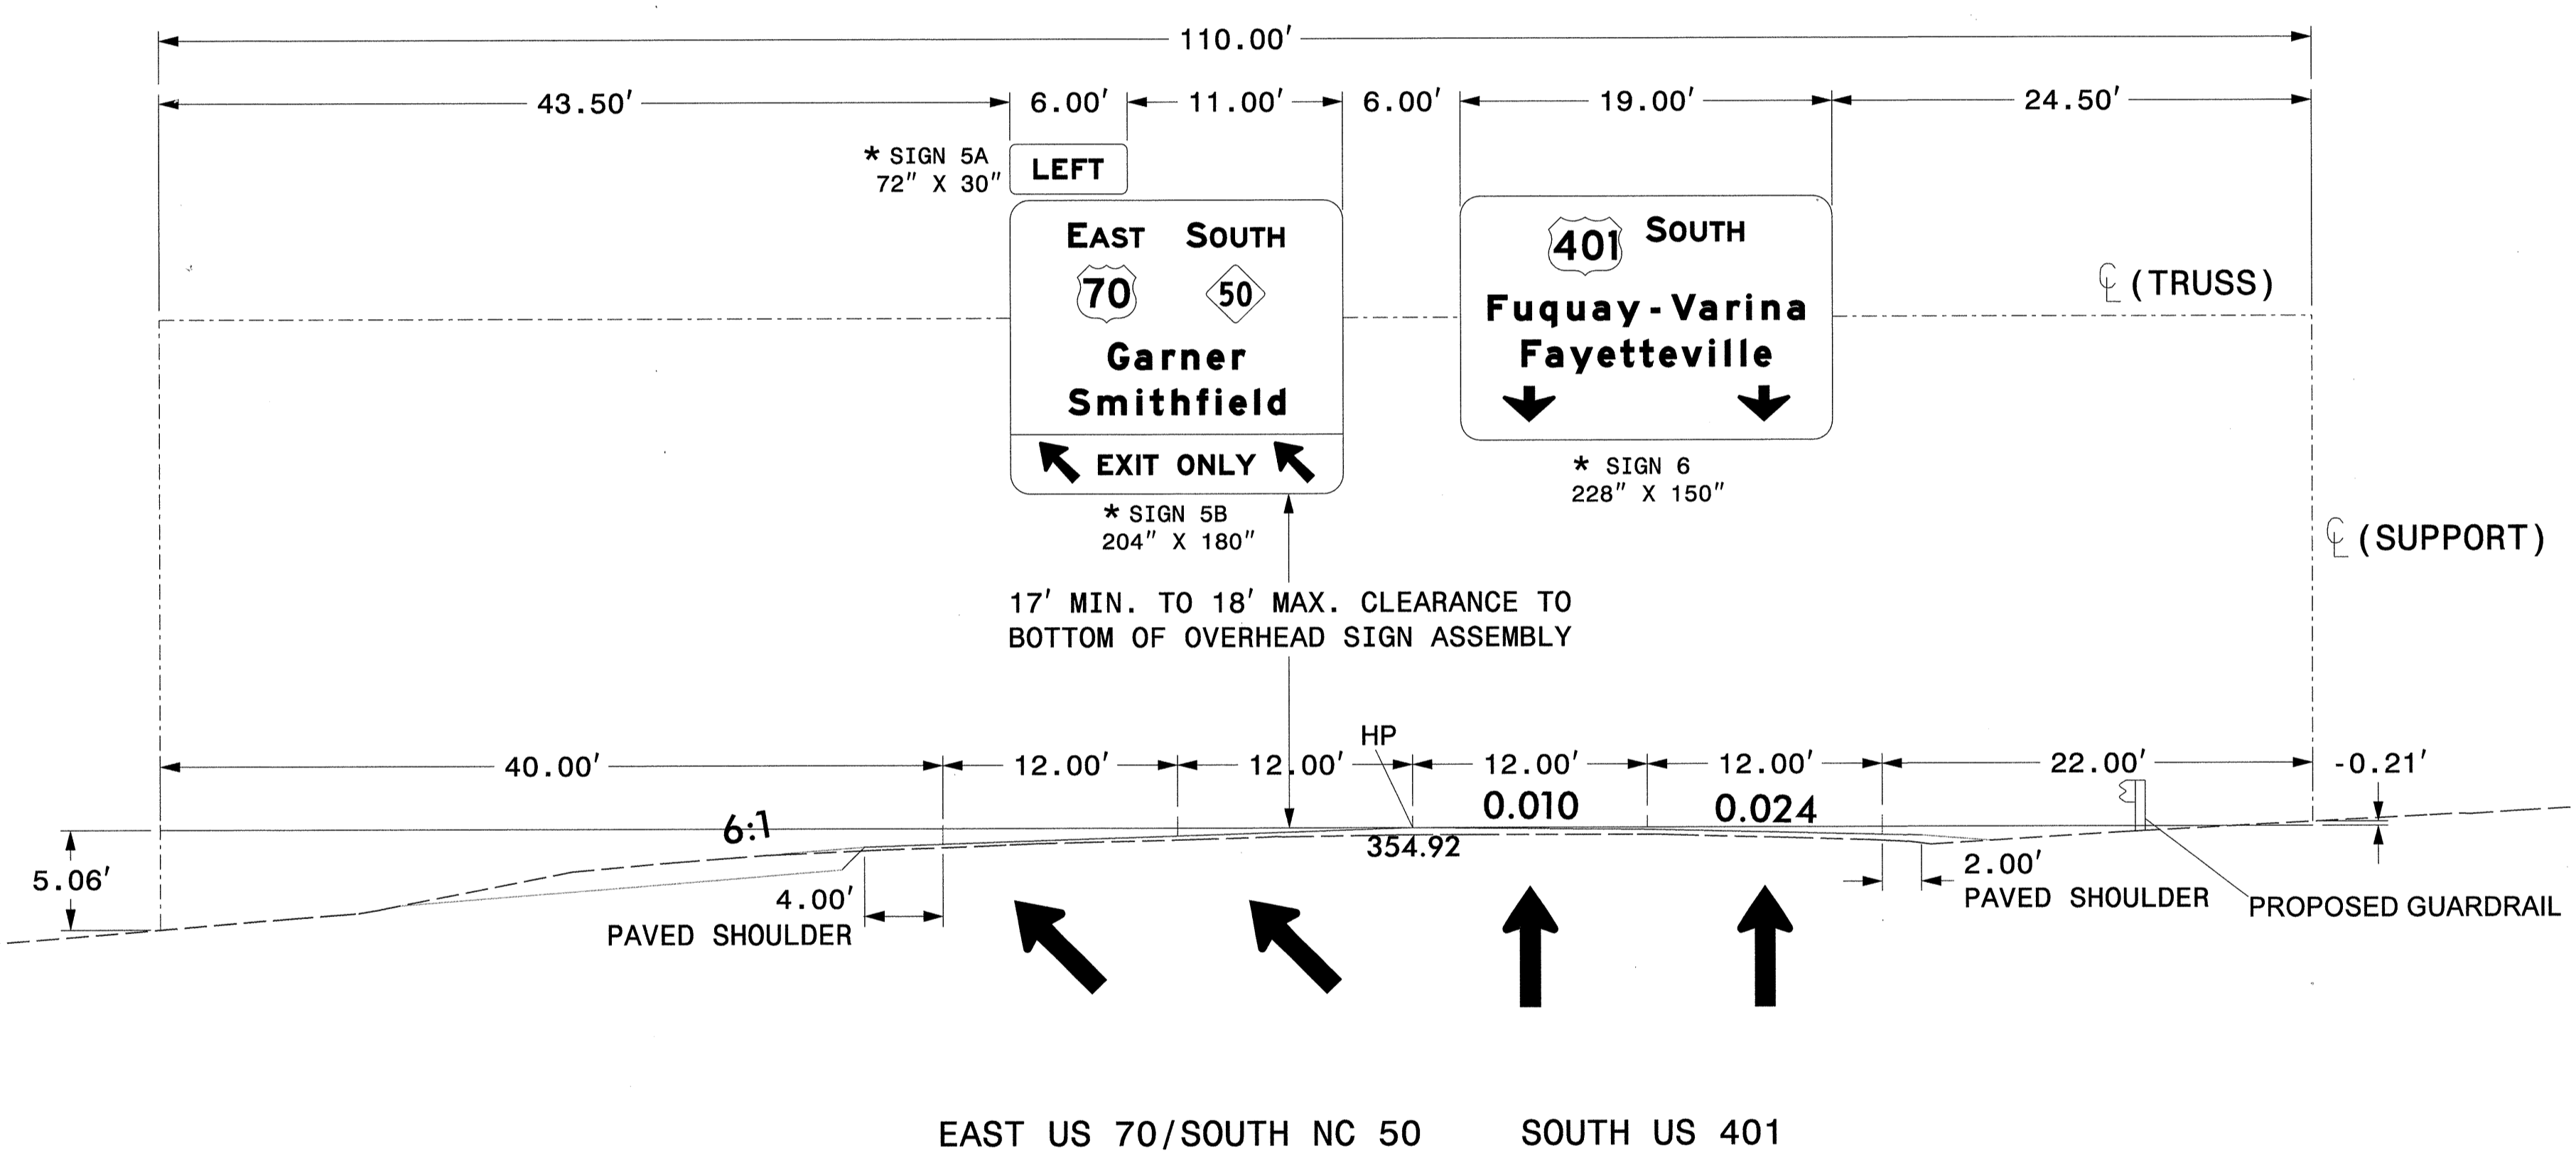 110.00'
43.50' 6.00' 11.00' 6.00' 19.00' 24.50'
* SIGN 5A
72" X 30"
LEFT
EAST SOUTH
70 50
Garner
Smithfield
EXIT ONLY
* SIGN 5B
204" X 180"
401 SOUTH
Fuquay-Varina
Fayetteville
* SIGN 6
228" X 150"
℄ (TRUSS)
℄ (SUPPORT)
17' MIN. TO 18' MAX. CLEARANCE TO
BOTTOM OF OVERHEAD SIGN ASSEMBLY
HP
40.00' 12.00' 12.00' 12.00' 12.00' 22.00' -0.21'
6:1 0.010 0.024
354.92
5.06'
4.00'
PAVED SHOULDER
2.00'
PAVED SHOULDER
PROPOSED GUARDRAIL
EAST US 70/SOUTH NC 50 SOUTH US 401